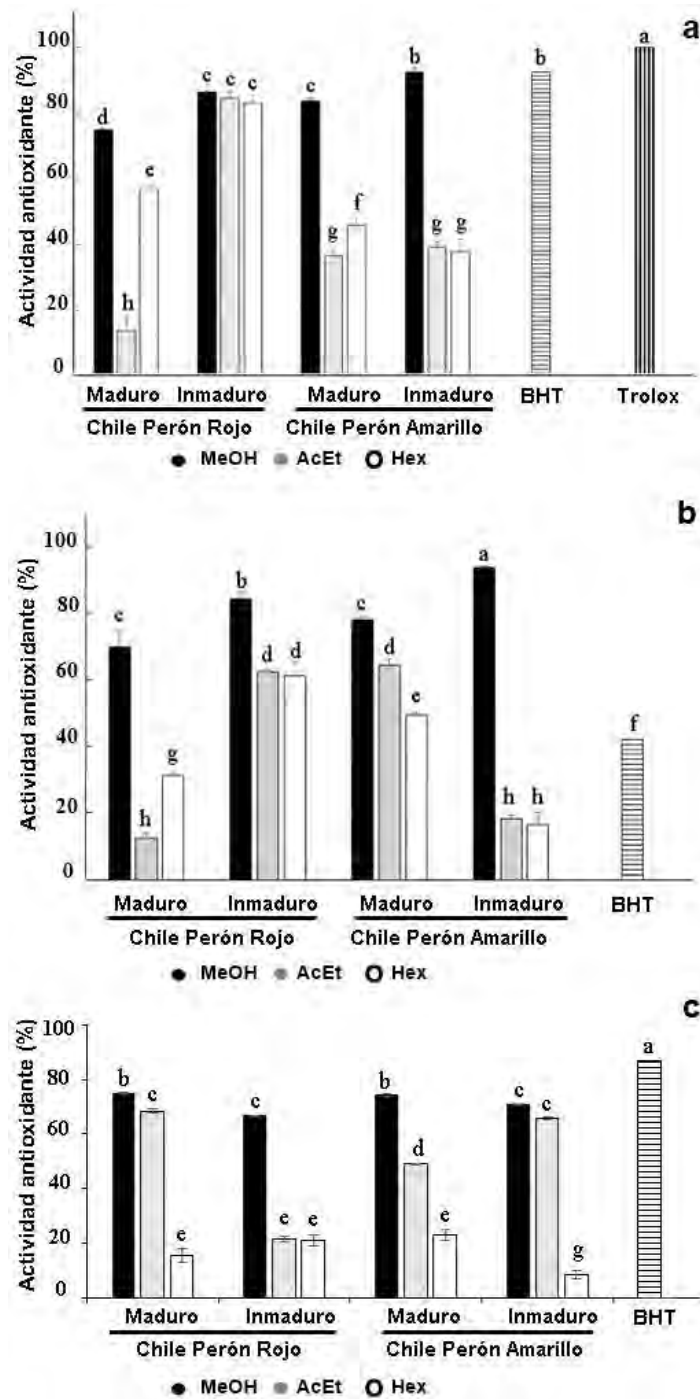 a
Actividad antioxidante (%)
100
80
60
40
20
0
d
h
e
c c c
c
g
f
b
g g
b
a
Maduro Inmaduro Maduro Inmaduro BHT Trolox
Chile Perón Rojo Chile Perón Amarillo
MeOH AcEt Hex
b
Actividad antioxidante (%)
100
80
60
40
20
0
c
h
g
b
d d
c
d
e
a
h h
f
Maduro Inmaduro Maduro Inmaduro BHT
Chile Perón Rojo Chile Perón Amarillo
MeOH AcEt Hex
c
Actividad antioxidante (%)
100
80
60
40
20
0
b
c
e
c
e e
b
d
e
c c
g
a
Maduro Inmaduro Maduro Inmaduro BHT
Chile Perón Rojo Chile Perón Amarillo
MeOH AcEt Hex